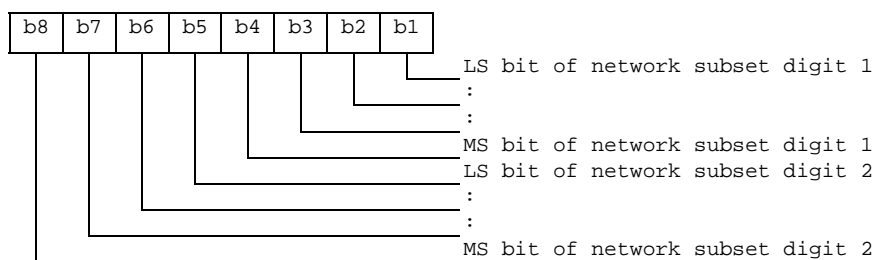 b8 b7 b6 b5 b4 b3 b2 b1
LS bit of network subset digit 1
:
:
MS bit of network subset digit 1
LS bit of network subset digit 2
:
:
MS bit of network subset digit 2